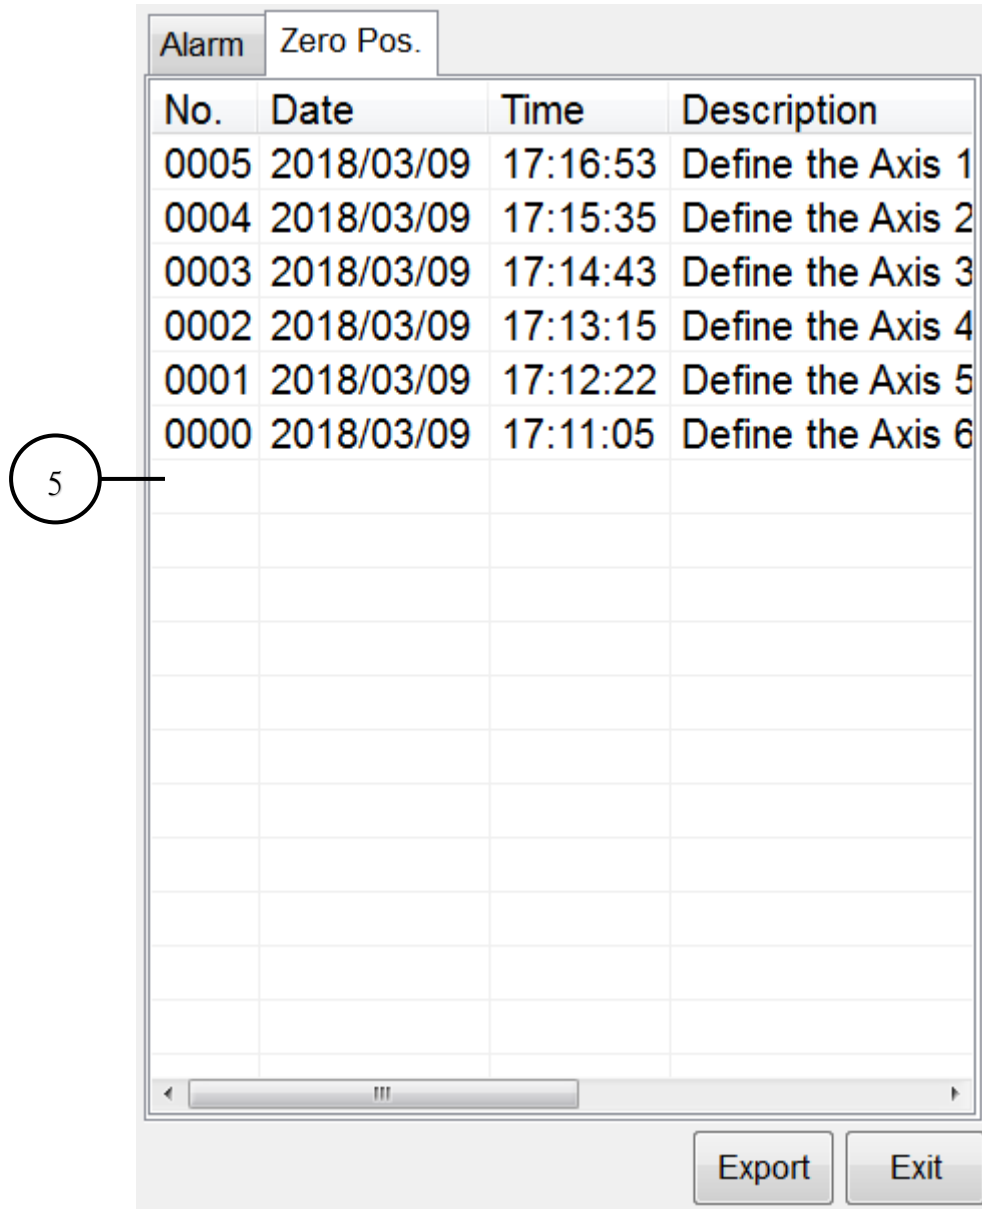 Alarm Zero Pos.
No. Date Time Description
0005 2018/03/09 17:16:53 Define the Axis 1
0004 2018/03/09 17:15:35 Define the Axis 2
0003 2018/03/09 17:14:43 Define the Axis 3
0002 2018/03/09 17:13:15 Define the Axis 4
0001 2018/03/09 17:12:22 Define the Axis 5
0000 2018/03/09 17:11:05 Define the Axis 6
5
Export Exit